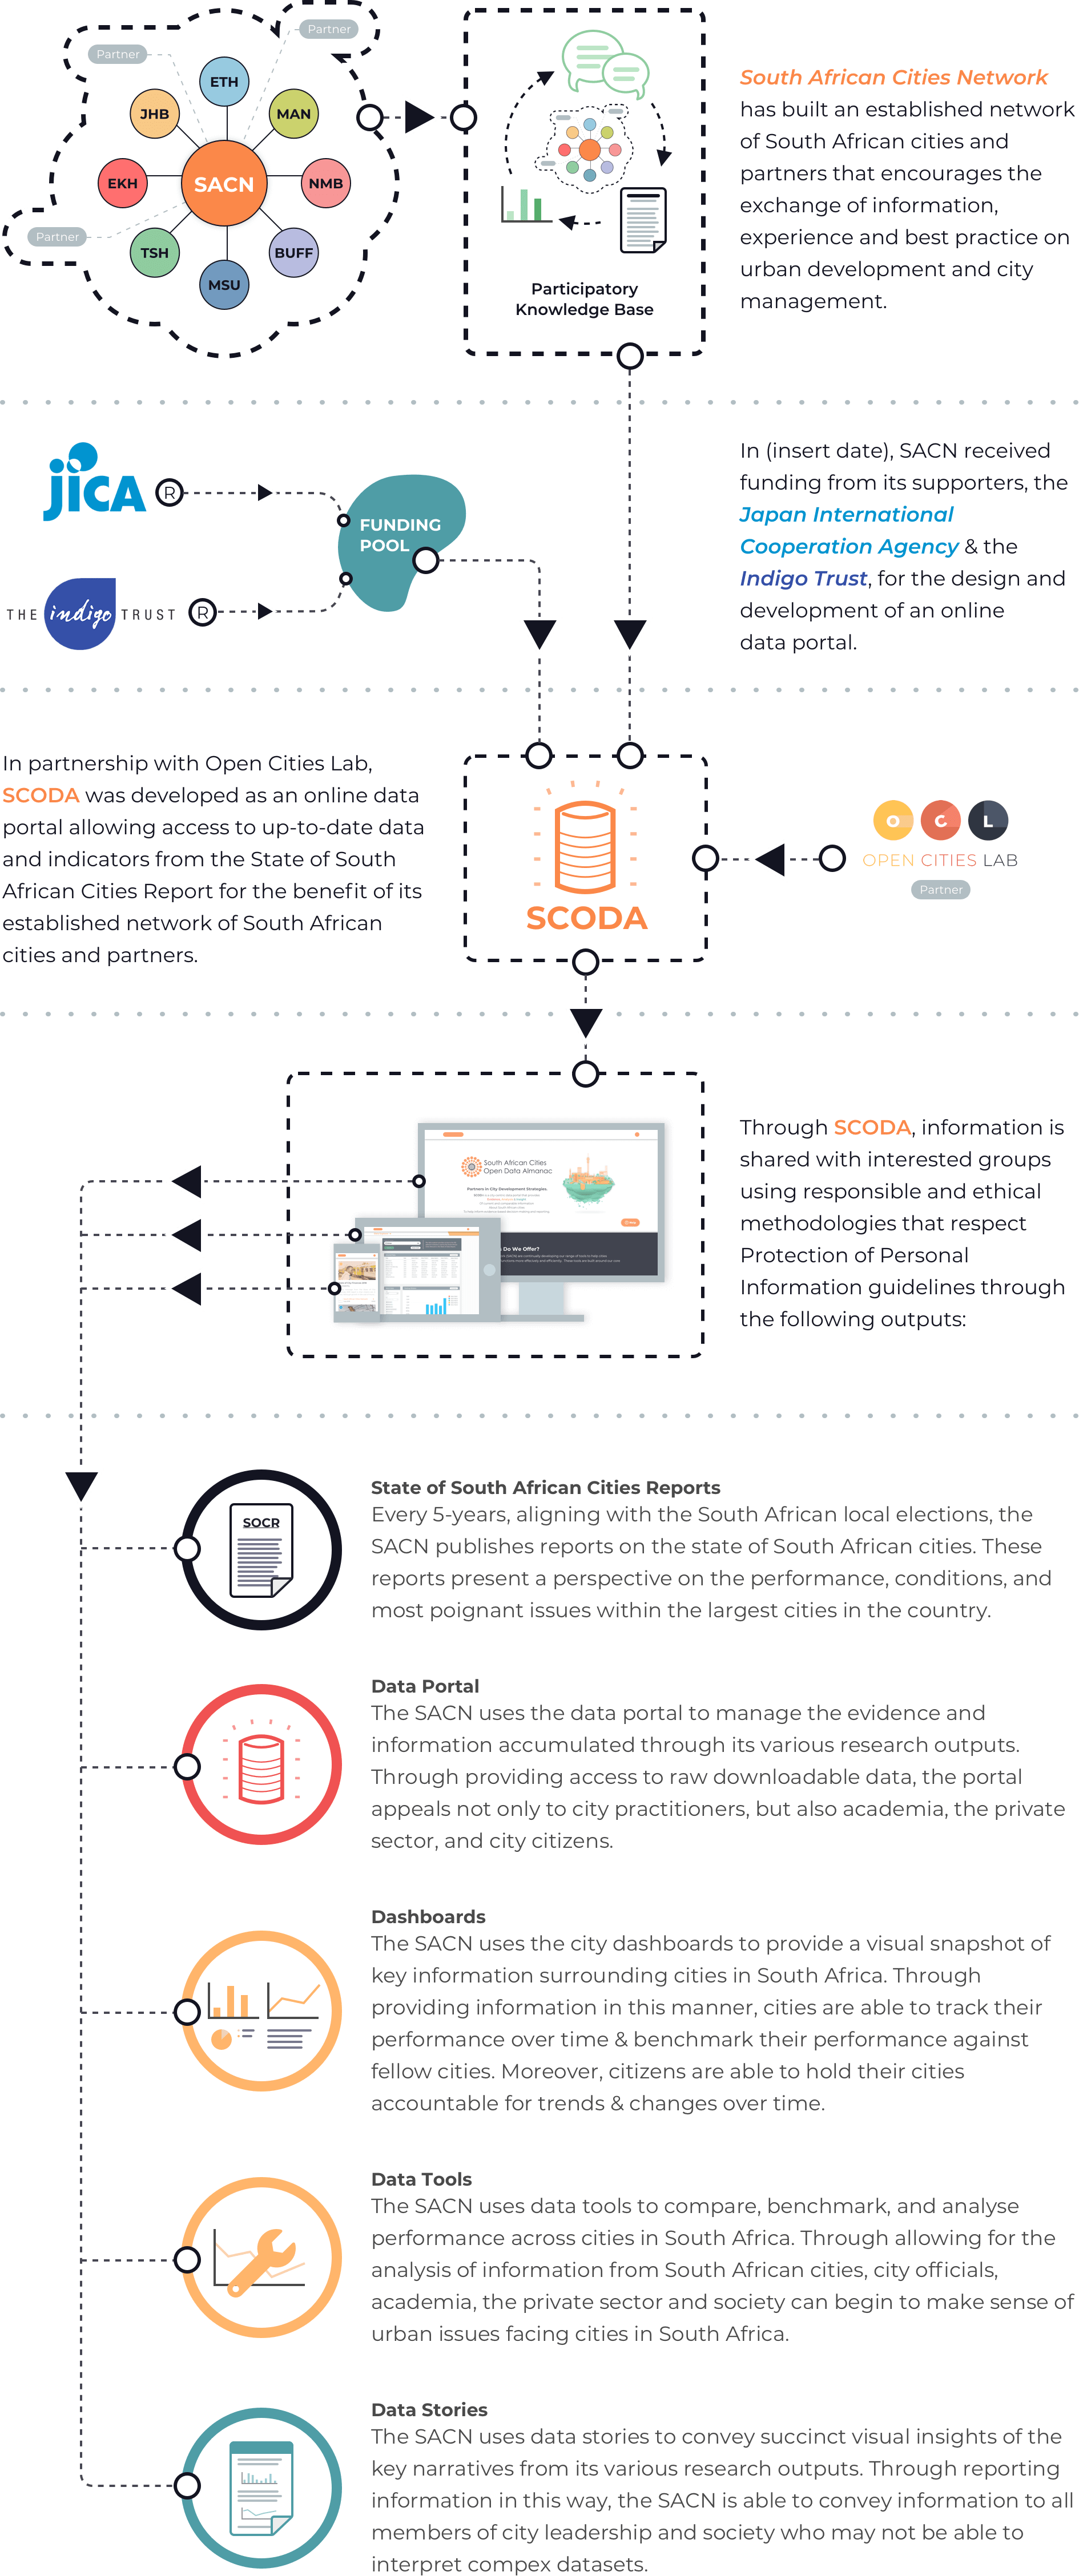 Partner
Partner
ETH
JHB
MAN
EKH
SACN
NMB
Partner
TSH
BUFF
MSU
Participatory
Knowledge Base
South African Cities Network
has built an established network
of South African cities and
partners that encourages the
exchange of information,
experience and best practice on
urban development and city
management.
JICA
R
FUNDING
POOL
THE indigo TRUST
R
In (insert date), SACN received
funding from its supporters, the
Japan International
Cooperation Agency & the
Indigo Trust, for the design and
development of an online
data portal.
In partnership with Open Cities Lab,
SCODA was developed as an online data
portal allowing access to up-to-date data
and indicators from the State of South
African Cities Report for the benefit of its
established network of South African
cities and partners.
SCODA
O C L
OPEN CITIES LAB
Partner
South African Cities
Open Data Almanac
Partners in City Development Strategies
Do We Offer?
Through SCODA, information is
shared with interested groups
using responsible and ethical
methodologies that respect
Protection of Personal
Information guidelines through
the following outputs:
SOCR
State of South African Cities Reports
Every 5-years, aligning with the South African local elections, the
SACN publishes reports on the state of South African cities. These
reports present a perspective on the performance, conditions, and
most poignant issues within the largest cities in the country.
Data Portal
The SACN uses the data portal to manage the evidence and
information accumulated through its various research outputs.
Through providing access to raw downloadable data, the portal
appeals not only to city practitioners, but also academia, the private
sector, and city citizens.
Dashboards
The SACN uses the city dashboards to provide a visual snapshot of
key information surrounding cities in South Africa. Through
providing information in this manner, cities are able to track their
performance over time & benchmark their performance against
fellow cities. Moreover, citizens are able to hold their cities
accountable for trends & changes over time.
Data Tools
The SACN uses data tools to compare, benchmark, and analyse
performance across cities in South Africa. Through allowing for the
analysis of information from South African cities, city officials,
academia, the private sector and society can begin to make sense of
urban issues facing cities in South Africa.
Data Stories
The SACN uses data stories to convey succinct visual insights of the
key narratives from its various research outputs. Through reporting
information in this way, the SACN is able to convey information to all
members of city leadership and society who may not be able to
interpret compex datasets.